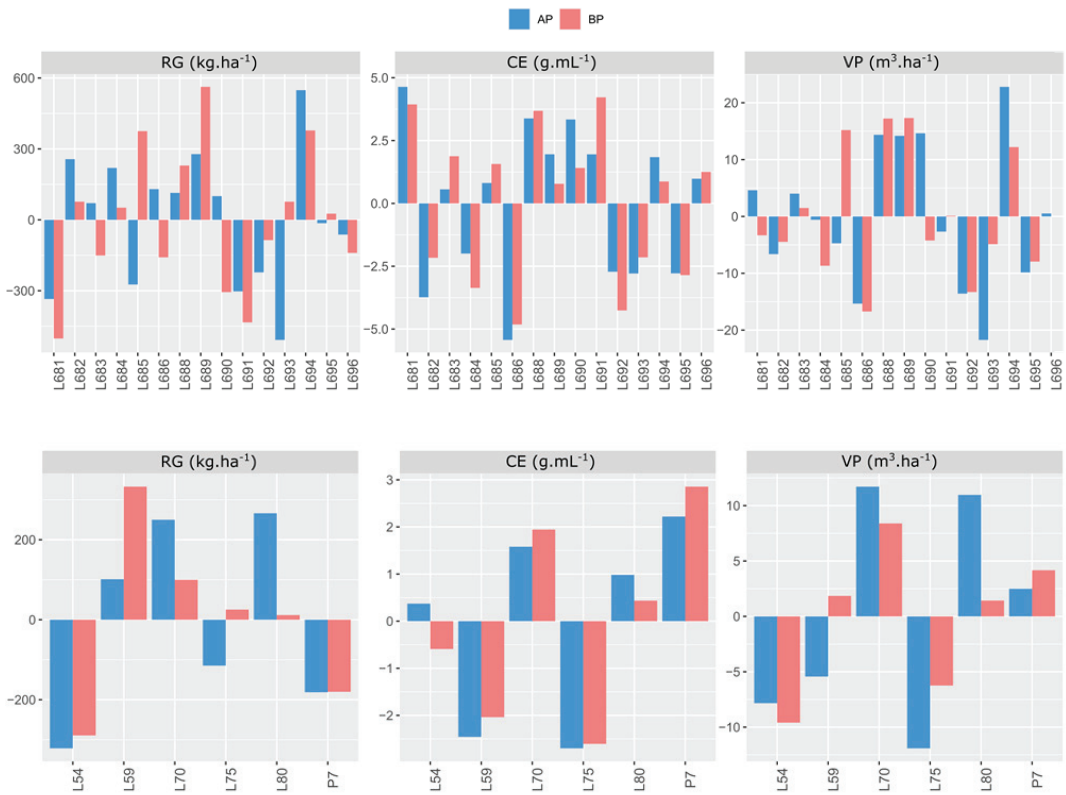 AP BP
RG (kg.ha⁻¹) CE (g.mL⁻¹) VP (m³.ha⁻¹)
600 300 0 −300
5.0 2.5 0.0 −2.5 −5.0
20 10 0 −10 −20
L681 L682 L683 L684 L685 L686 L688 L689 L690 L691 L692 L693 L694 L695 L696
L681 L682 L683 L684 L685 L686 L688 L689 L690 L691 L692 L693 L694 L695 L696
L681 L682 L683 L684 L685 L686 L688 L689 L690 L691 L692 L693 L694 L695 L696
RG (kg.ha⁻¹) CE (g.mL⁻¹) VP (m³.ha⁻¹)
200 0 −200
3 2 1 0 −1 −2
10 5 0 −5 −10
L54 L59 L70 L75 L80 P7
L54 L59 L70 L75 L80 P7
L54 L59 L70 L75 L80 P7